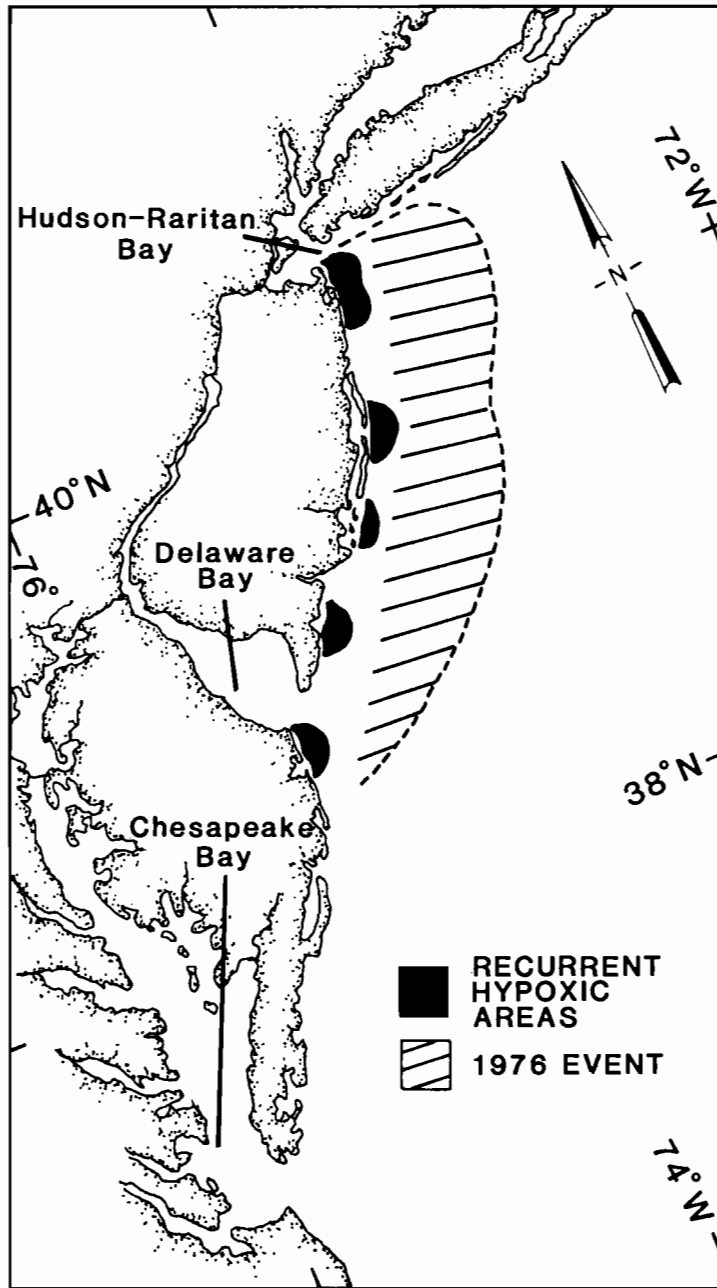 72°W
Hudson-Raritan
Bay
N
40°N
76°
Delaware
Bay
38°N
Chesapeake
Bay
RECURRENT
HYPOXIC
AREAS
1976 EVENT
74°W